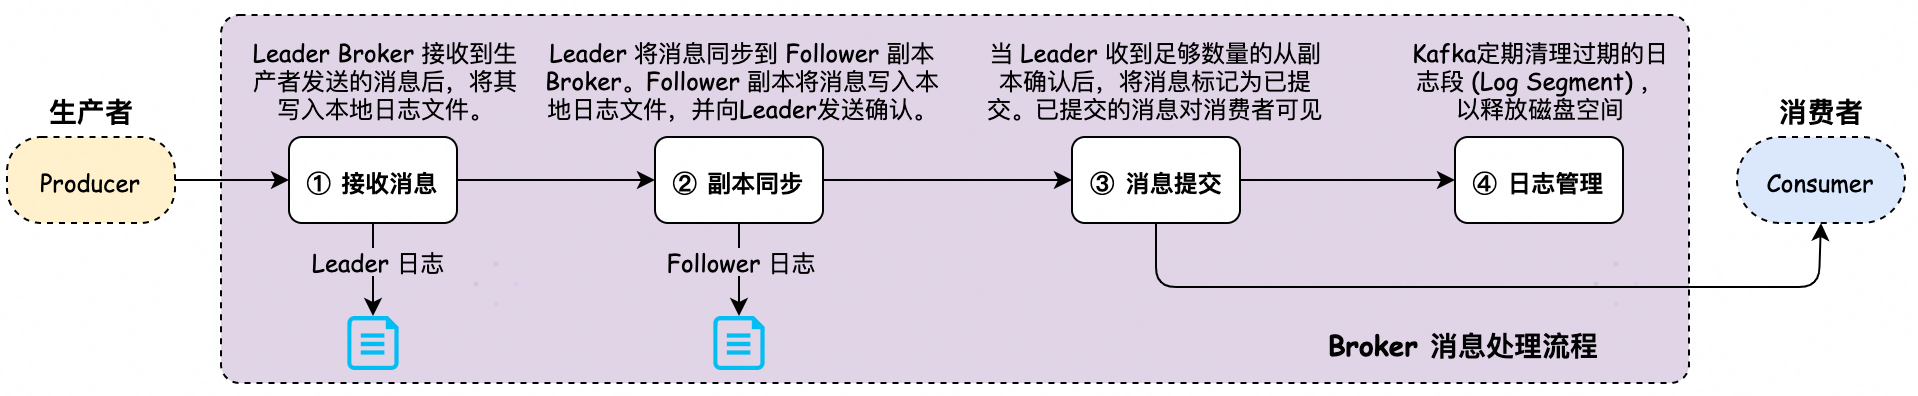 Leader Broker 接收到生
产者发送的消息后，将其
写入本地日志文件。
Leader 将消息同步到 Follower 副本
Broker。Follower 副本将消息写入本
地日志文件，并向Leader发送确认。
当 Leader 收到足够数量的从副
本确认后，将消息标记为已提
交。已提交的消息对消费者可见
Kafka定期清理过期的日
志段 (Log Segment) ，
以释放磁盘空间
生产者
消费者
Producer
① 接收消息
② 副本同步
③ 消息提交
④ 日志管理
Consumer
Leader 日志
Follower 日志
Broker 消息处理流程